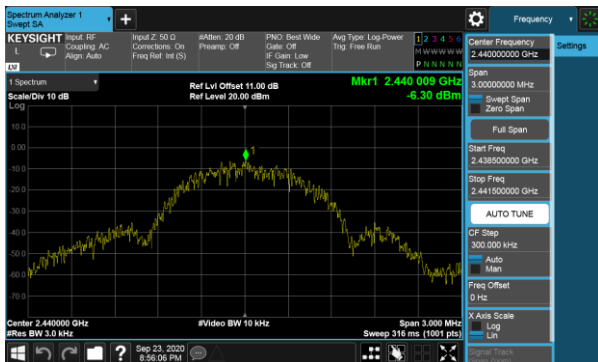 Spectrum Analyzer 1
Swept SA
+
Frequency
KEYSIGHT
L
LXI
Input: RF
Coupling: AC
Align: Auto
Input Z: 50 Ω
Corrections: On
Freq Ref: Int (S)
#Atten: 20 dB
Preamp: Off
PNO: Best Wide
Gate: Off
IF Gain: Low
Sig Track: Off
Avg Type: Log-Power
Trig: Free Run
1 2 3 4 5 6
M W W W W W
P N N N N N
1 Spectrum
Scale/Div 10 dB
Log
Ref Lvl Offset 11.00 dB
Ref Level 20.00 dBm
Mkr1 2.440 009 GHz
-6.30 dBm
10.0
0.00
-10.0
-20.0
-30.0
-40.0
-50.0
-60.0
-70.0
1
Center 2.440000 GHz
#Res BW 3.0 kHz
#Video BW 10 kHz
Span 3.000 MHz
Sweep 316 ms (1001 pts)
Center Frequency
2.440000000 GHz
Settings
Span
3.00000000 MHz
Swept Span
Zero Span
Full Span
Start Freq
2.438500000 GHz
Stop Freq
2.441500000 GHz
AUTO TUNE
CF Step
300.000 kHz
Auto
Man
Freq Offset
0 Hz
X Axis Scale
Log
Lin
Signal Track
?
Sep 23, 2020
8:56:06 PM